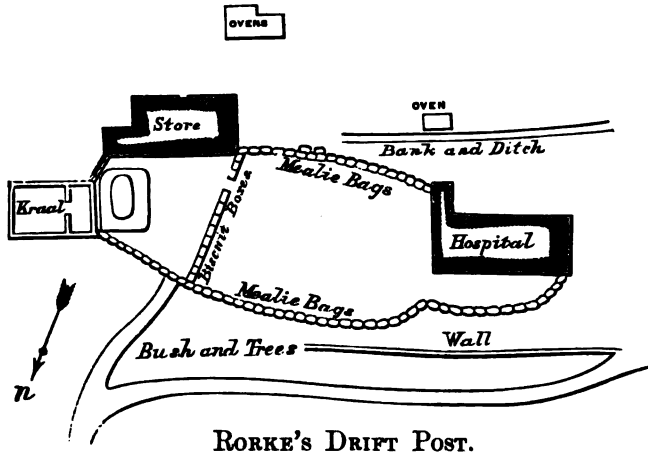 OVENS
OVEN
Store
Bank and Ditch
Mealie Bags
Kraal
Biscuit Boxes
Hospital
Mealie Bags
Wall
Bush and Trees
n
RORKE'S DRIFT POST.